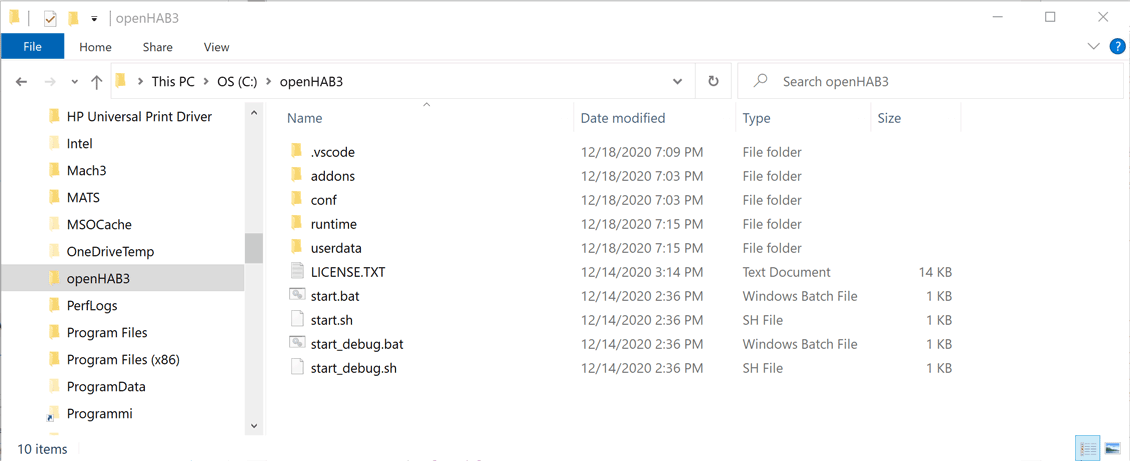 openHAB3
File Home Share View
This PC OS (C:) openHAB3 Search openHAB3
HP Universal Print Driver
Intel
Mach3
MATS
MSOCache
OneDriveTemp
openHAB3
PerfLogs
Program Files
Program Files (x86)
ProgramData
Programmi
Name Date modified Type Size
.vscode 12/18/2020 7:09 PM File folder
addons 12/18/2020 7:03 PM File folder
conf 12/18/2020 7:03 PM File folder
runtime 12/18/2020 7:15 PM File folder
userdata 12/18/2020 7:15 PM File folder
LICENSE.TXT 12/14/2020 3:14 PM Text Document 14 KB
start.bat 12/14/2020 2:36 PM Windows Batch File 1 KB
start.sh 12/14/2020 2:36 PM SH File 1 KB
start_debug.bat 12/14/2020 2:36 PM Windows Batch File 1 KB
start_debug.sh 12/14/2020 2:36 PM SH File 1 KB
10 items